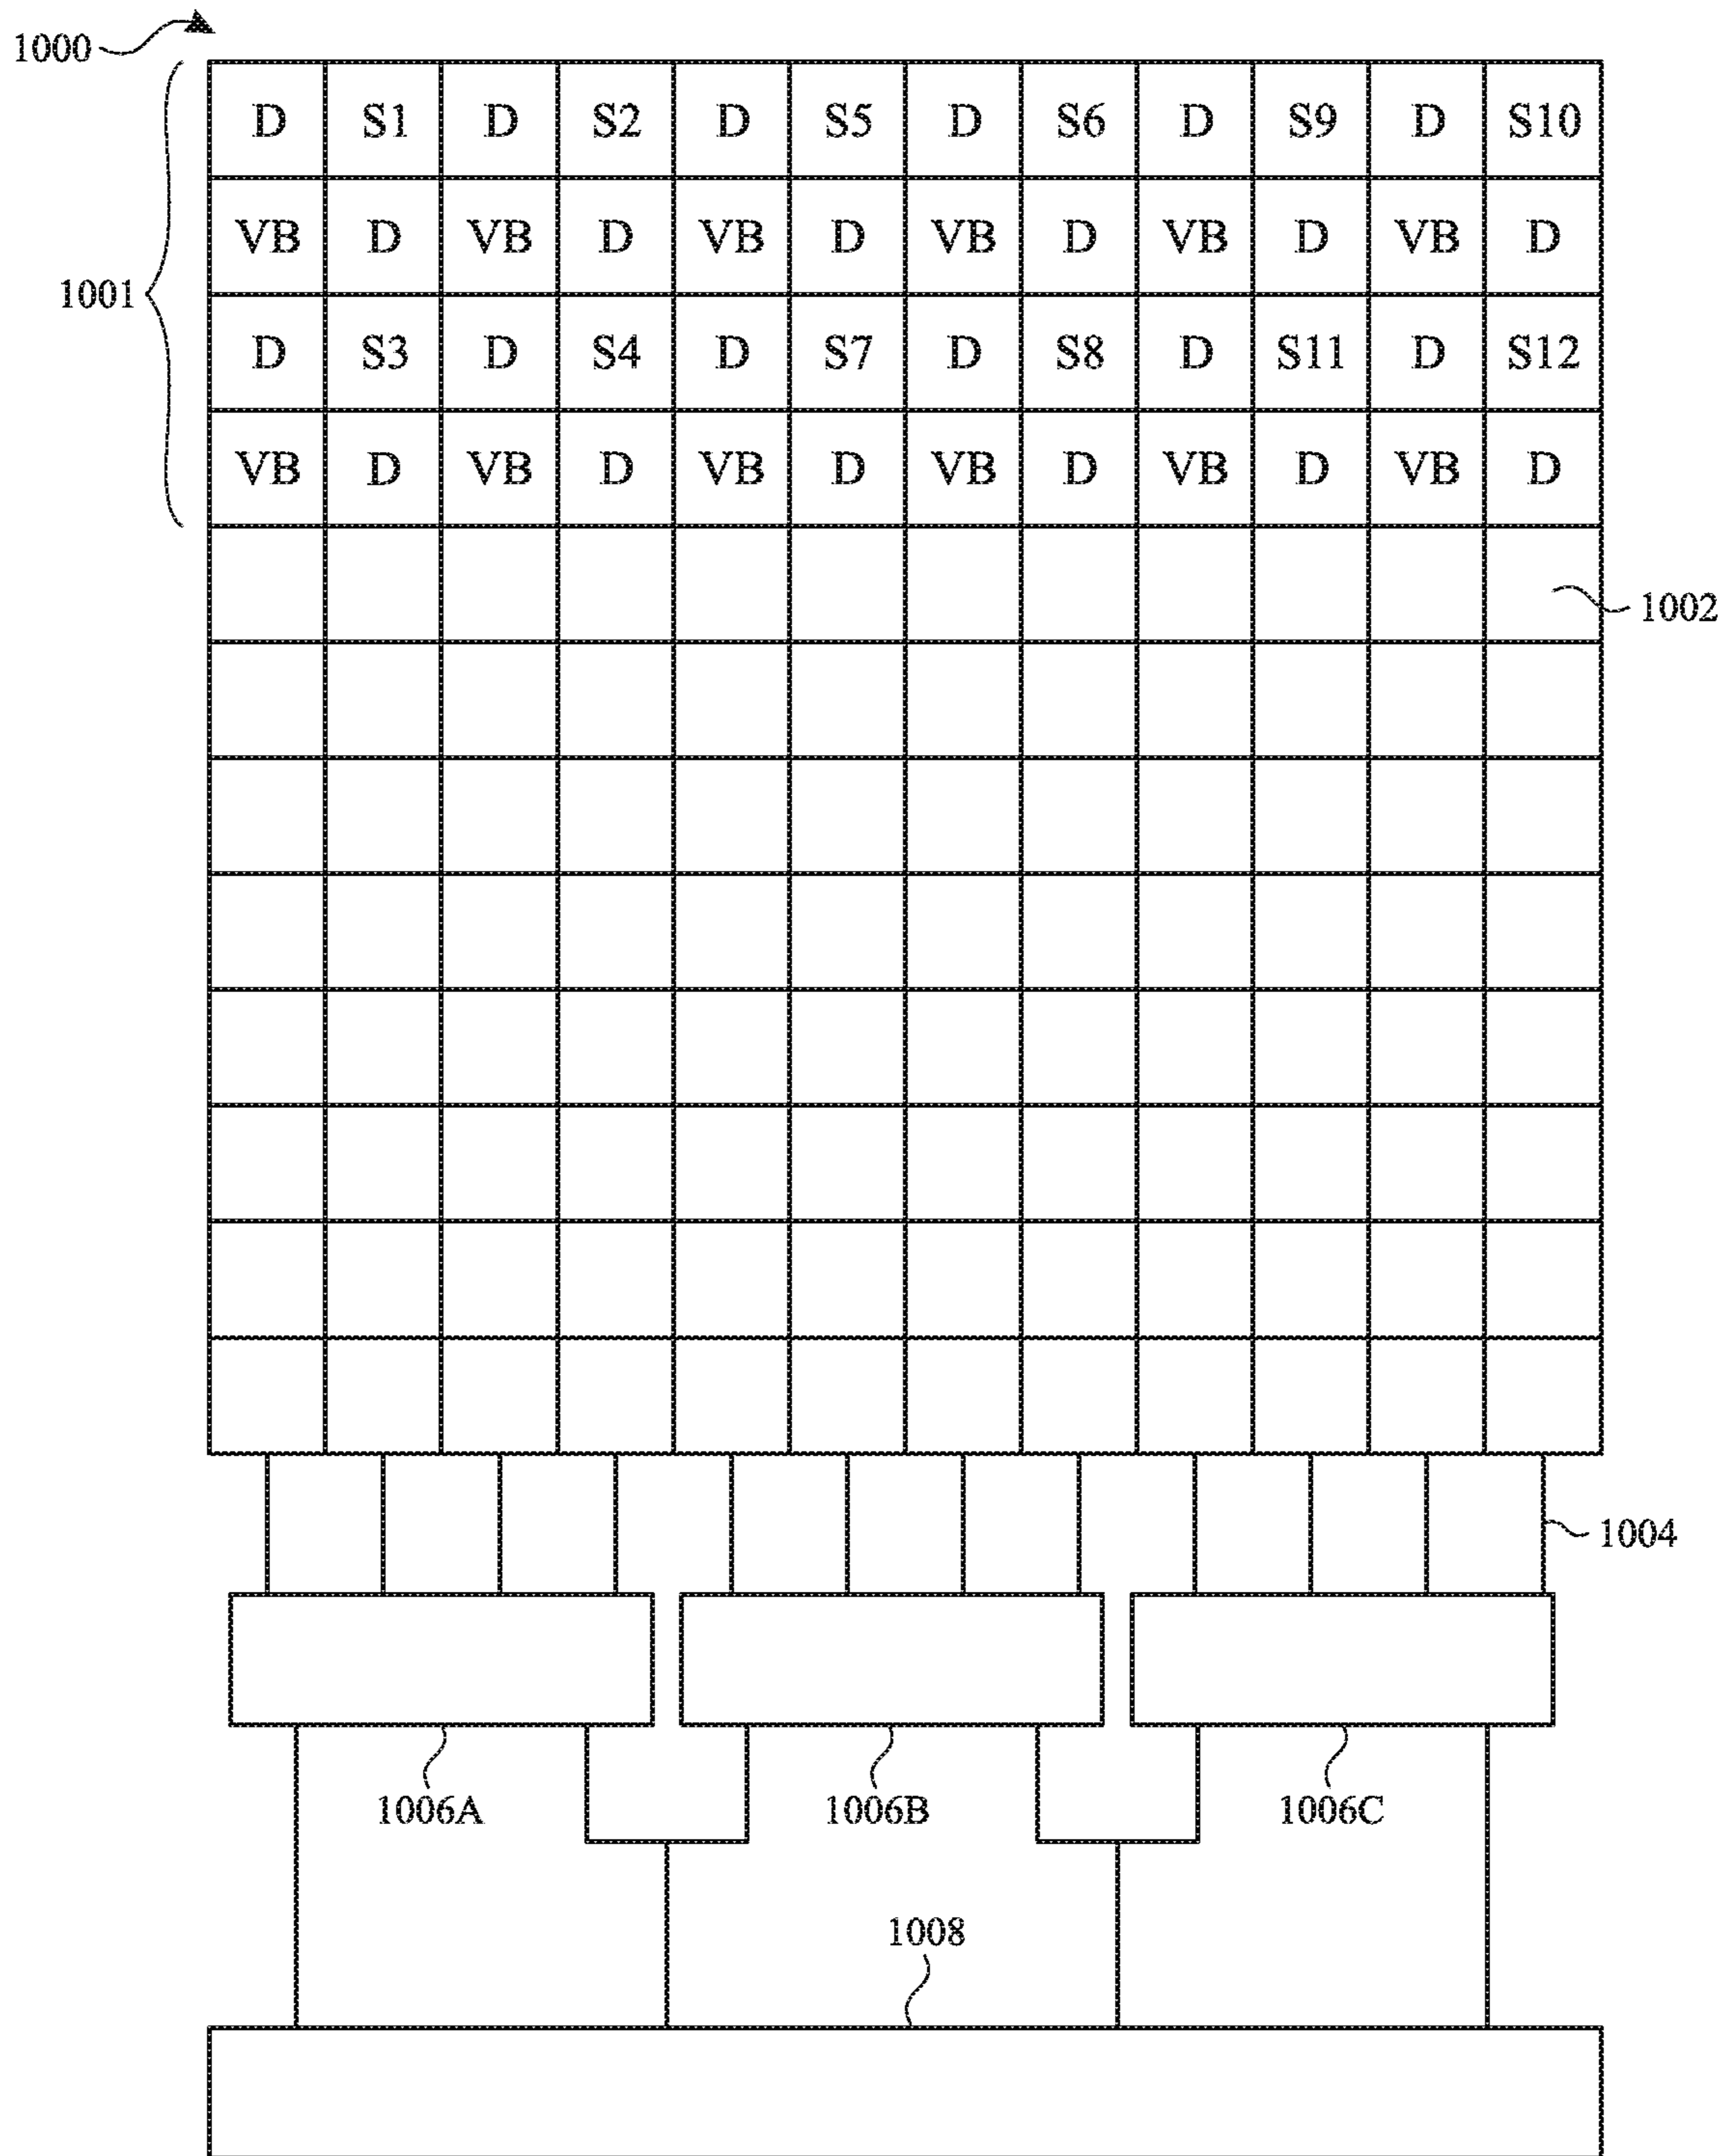 1000
D S1 D S2 D S5 D S6 D S9 D S10
VB D VB D VB D VB D VB D VB D
1001
D S3 D S4 D S7 D S8 D S11 D S12
VB D VB D VB D VB D VB D VB D
1002
1004
1006A 1006B 1006C
1008